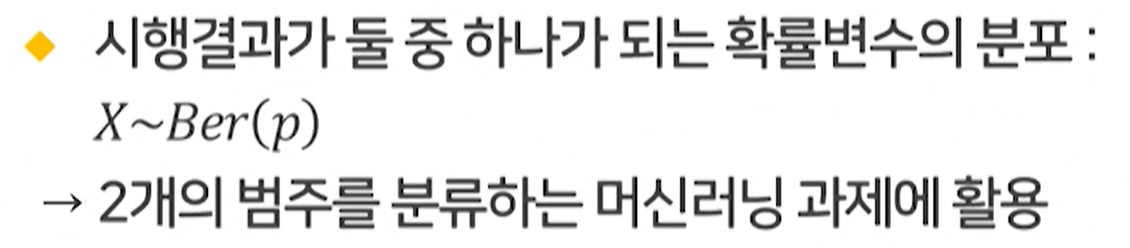 ◆ 시행결과가 둘 중 하나가 되는 확률변수의 분포 :
X~Ber(p)
→ 2개의 범주를 분류하는 머신러닝 과제에 활용